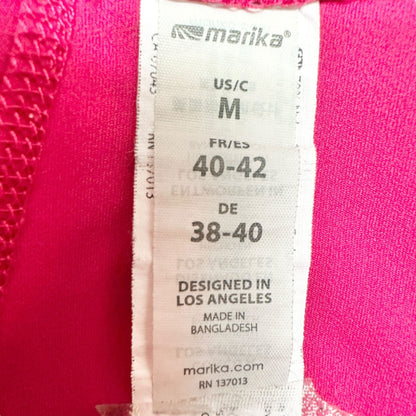 marika®
US/C
M
FR/ES
40-42
DE
38-40
DESIGNED IN
LOS ANGELES
MADE IN
BANGLADESH
marika.com
RN 137013